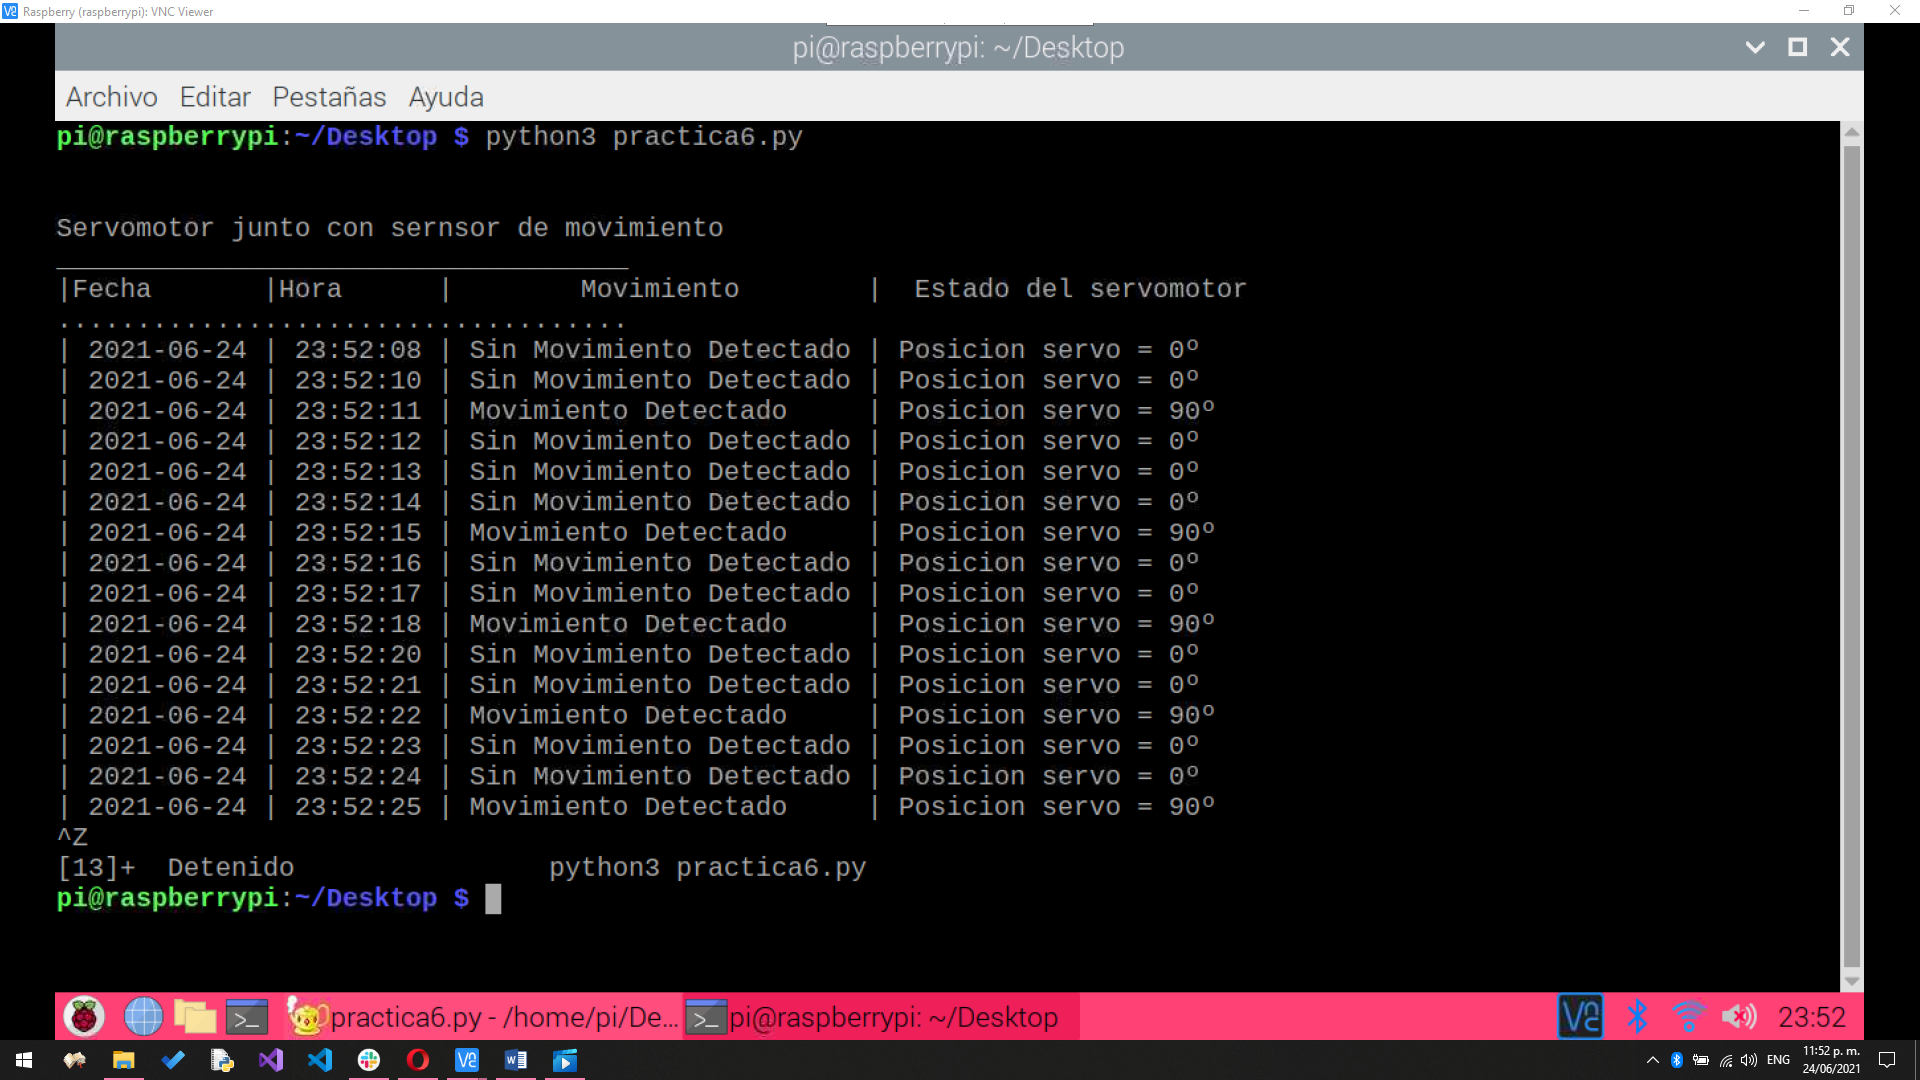 Raspberry (raspberrypi): VNC Viewer
pi@raspberrypi: ~/Desktop
Archivo Editar Pestañas Ayuda
pi@raspberrypi:~/Desktop $ python3 practica6.py
Servomotor junto con sernsor de movimiento
____________________________________
|Fecha |Hora | Movimiento | Estado del servomotor
....................................
| 2021-06-24 | 23:52:08 | Sin Movimiento Detectado | Posicion servo = 0º
| 2021-06-24 | 23:52:10 | Sin Movimiento Detectado | Posicion servo = 0º
| 2021-06-24 | 23:52:11 | Movimiento Detectado | Posicion servo = 90º
| 2021-06-24 | 23:52:12 | Sin Movimiento Detectado | Posicion servo = 0º
| 2021-06-24 | 23:52:13 | Sin Movimiento Detectado | Posicion servo = 0º
| 2021-06-24 | 23:52:14 | Sin Movimiento Detectado | Posicion servo = 0º
| 2021-06-24 | 23:52:15 | Movimiento Detectado | Posicion servo = 90º
| 2021-06-24 | 23:52:16 | Sin Movimiento Detectado | Posicion servo = 0º
| 2021-06-24 | 23:52:17 | Sin Movimiento Detectado | Posicion servo = 0º
| 2021-06-24 | 23:52:18 | Movimiento Detectado | Posicion servo = 90º
| 2021-06-24 | 23:52:20 | Sin Movimiento Detectado | Posicion servo = 0º
| 2021-06-24 | 23:52:21 | Sin Movimiento Detectado | Posicion servo = 0º
| 2021-06-24 | 23:52:22 | Movimiento Detectado | Posicion servo = 90º
| 2021-06-24 | 23:52:23 | Sin Movimiento Detectado | Posicion servo = 0º
| 2021-06-24 | 23:52:24 | Sin Movimiento Detectado | Posicion servo = 0º
| 2021-06-24 | 23:52:25 | Movimiento Detectado | Posicion servo = 90º
^Z
[13]+ Detenido python3 practica6.py
pi@raspberrypi:~/Desktop $
practica6.py - /home/pi/De... pi@raspberrypi: ~/Desktop 23:52
ENG 11:52 p. m.
24/06/2021